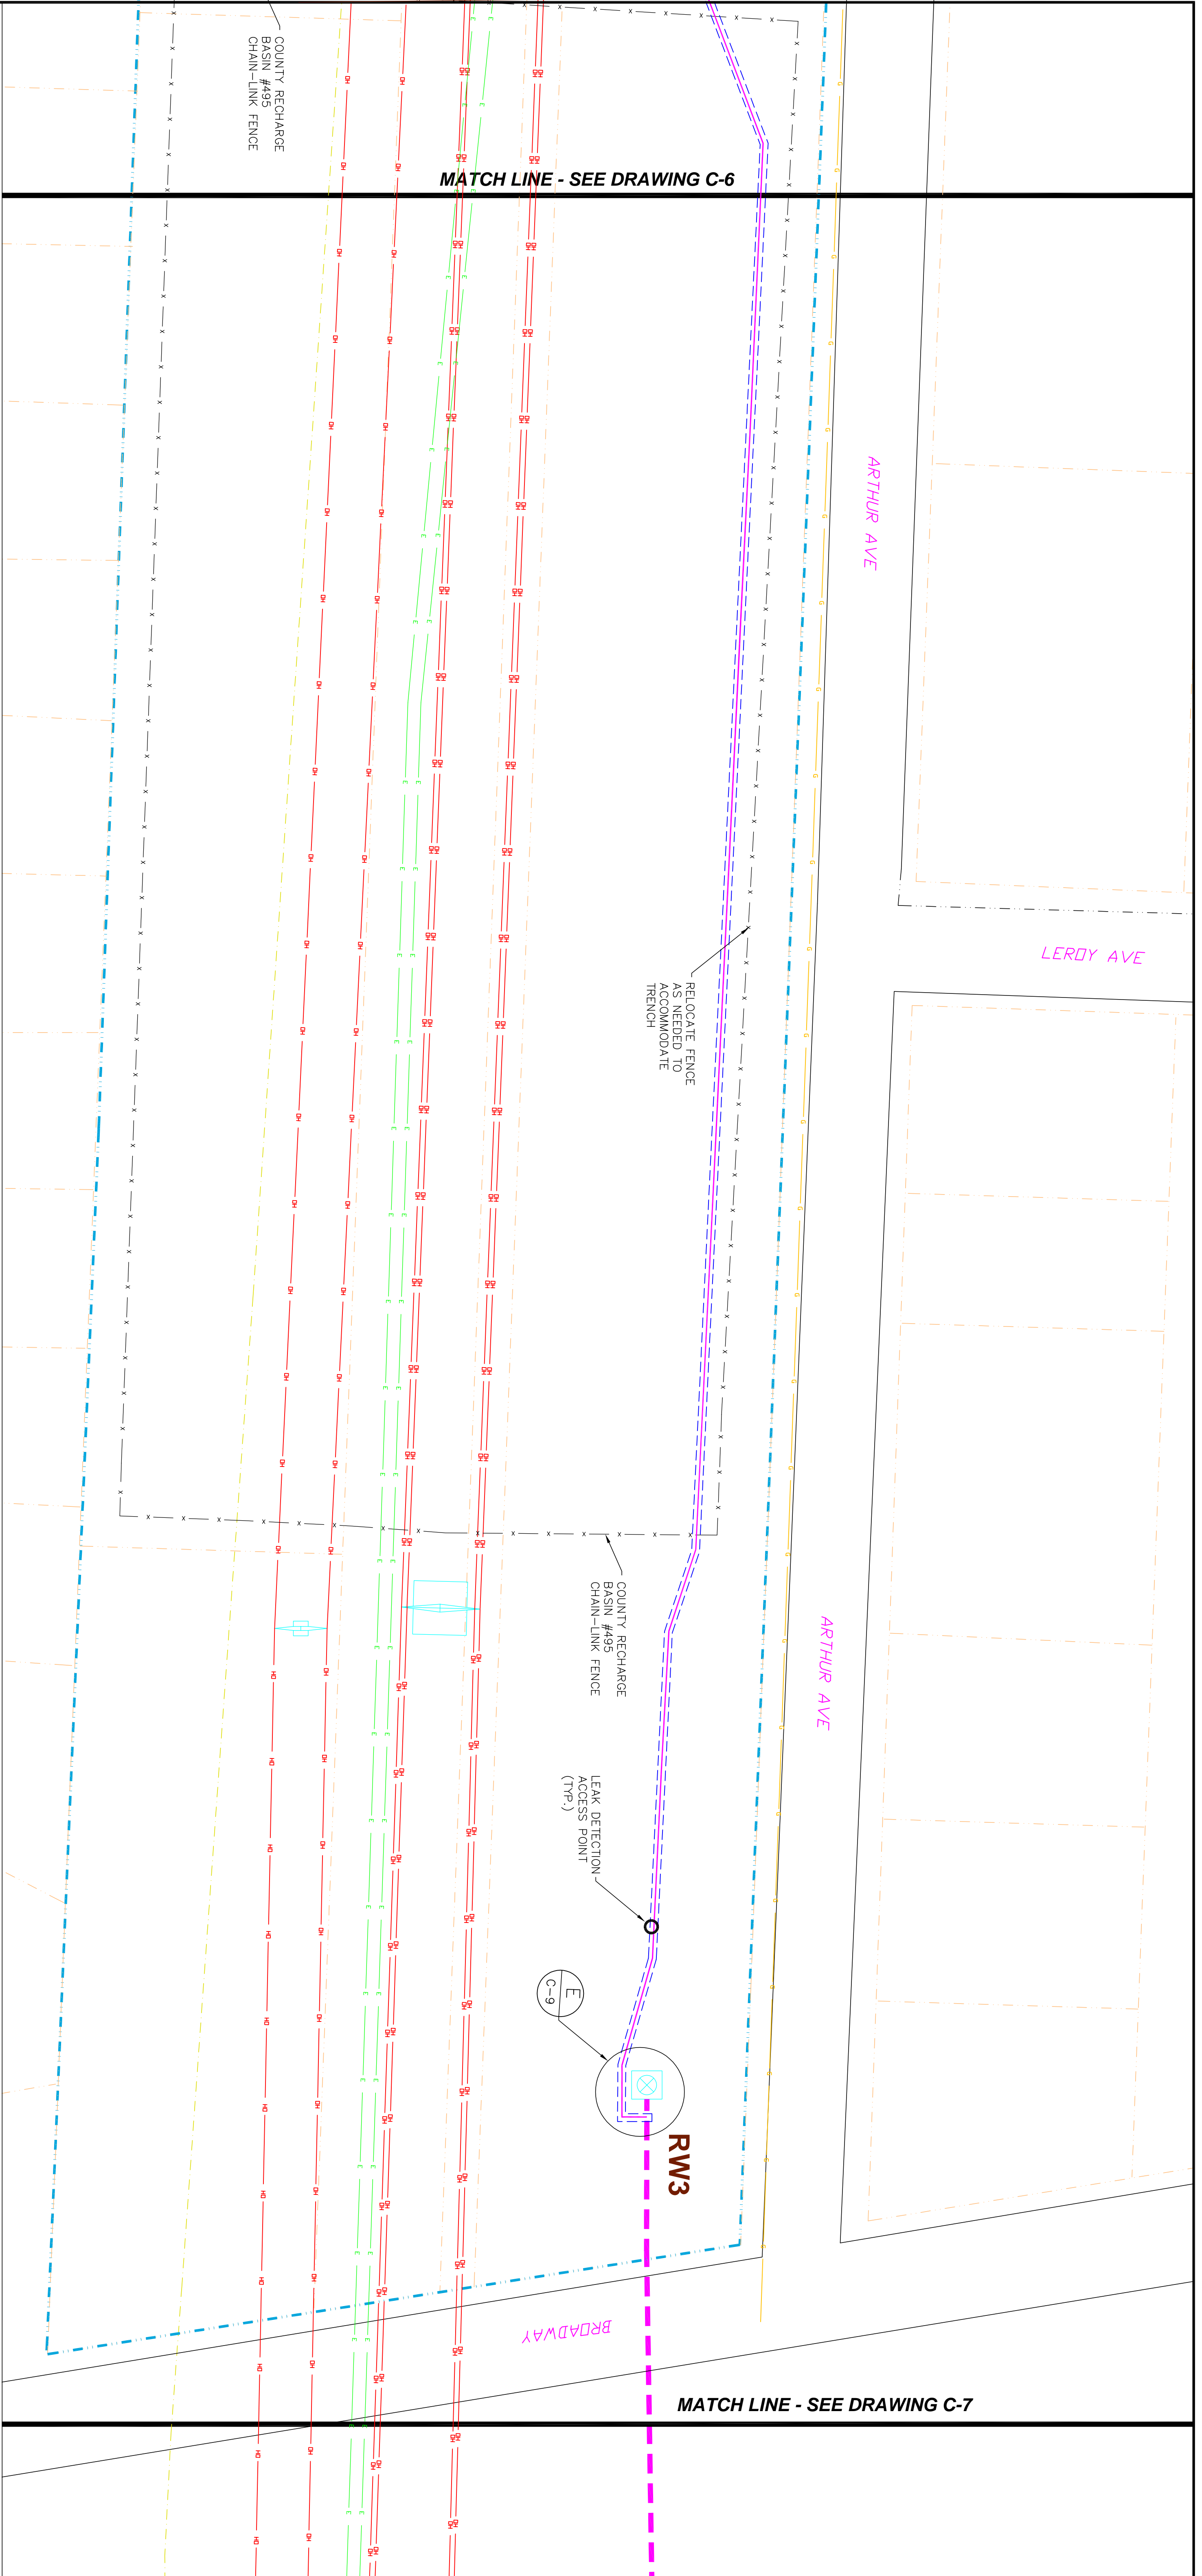 COUNTY RECHARGE
BASIN #495
CHAIN-LINK FENCE
MATCH LINE - SEE DRAWING C-6
ARTHUR AVE
LEROY AVE
RELOCATE FENCE
AS NEEDED TO
ACCOMMODATE
TRENCH
COUNTY RECHARGE
BASIN #495
CHAIN-LINK FENCE
ARTHUR AVE
LEAK DETECTION
ACCESS POINT
(TYP.)
E
C-9
RW3
BROADWAY
MATCH LINE - SEE DRAWING C-7